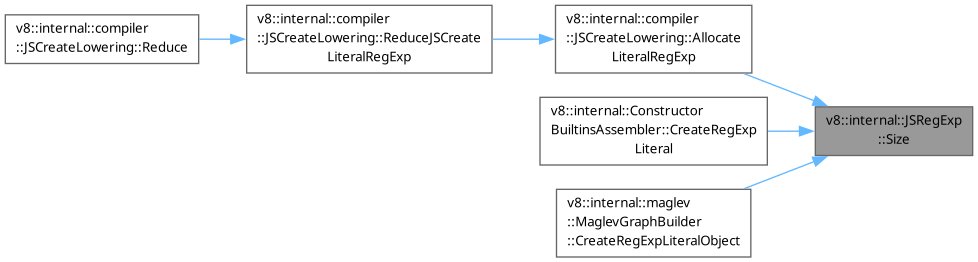 v8::internal::compiler
::JSCreateLowering::Reduce
v8::internal::compiler
::JSCreateLowering::ReduceJSCreate
LiteralRegExp
v8::internal::compiler
::JSCreateLowering::Allocate
LiteralRegExp
v8::internal::Constructor
BuiltinsAssembler::CreateRegExp
Literal
v8::internal::maglev
::MaglevGraphBuilder
::CreateRegExpLiteralObject
v8::internal::JSRegExp
::Size